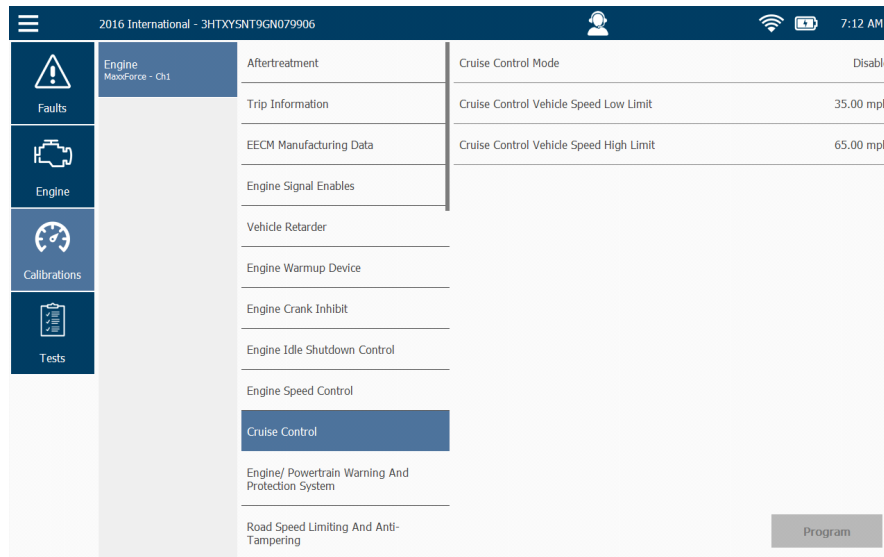 2016 International - 3HTXYSNT9GN079906
7:12 AM
Faults
Engine
Calibrations
Tests
Engine
MaxxForce - Ch1
Aftertreatment
Trip Information
EECM Manufacturing Data
Engine Signal Enables
Vehicle Retarder
Engine Warmup Device
Engine Crank Inhibit
Engine Idle Shutdown Control
Engine Speed Control
Cruise Control
Engine/ Powertrain Warning And
Protection System
Road Speed Limiting And Anti-
Tampering
Cruise Control Mode Disabl
Cruise Control Vehicle Speed Low Limit 35.00 mpl
Cruise Control Vehicle Speed High Limit 65.00 mpl
Program